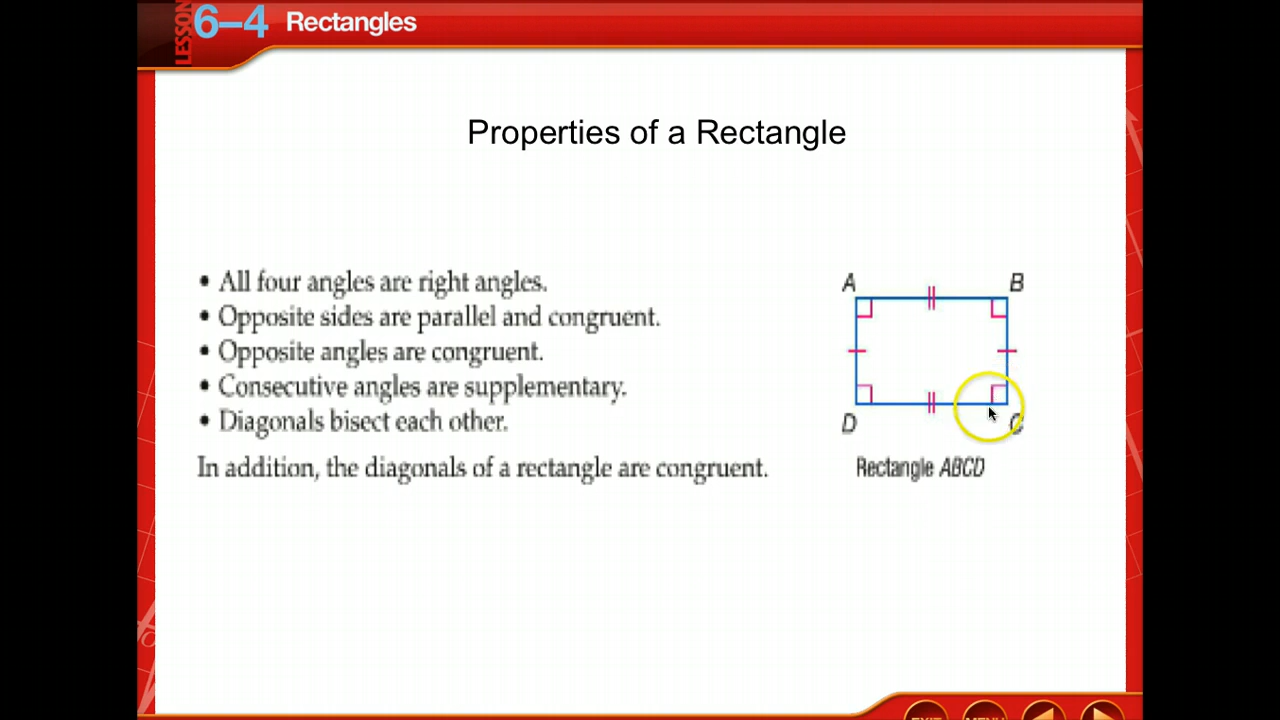 LESSON 6–4 Rectangles
Properties of a Rectangle
• All four angles are right angles.
• Opposite sides are parallel and congruent.
• Opposite angles are congruent.
• Consecutive angles are supplementary.
• Diagonals bisect each other.
In addition, the diagonals of a rectangle are congruent.
A B
D C
Rectangle ABCD
EXIT MENU